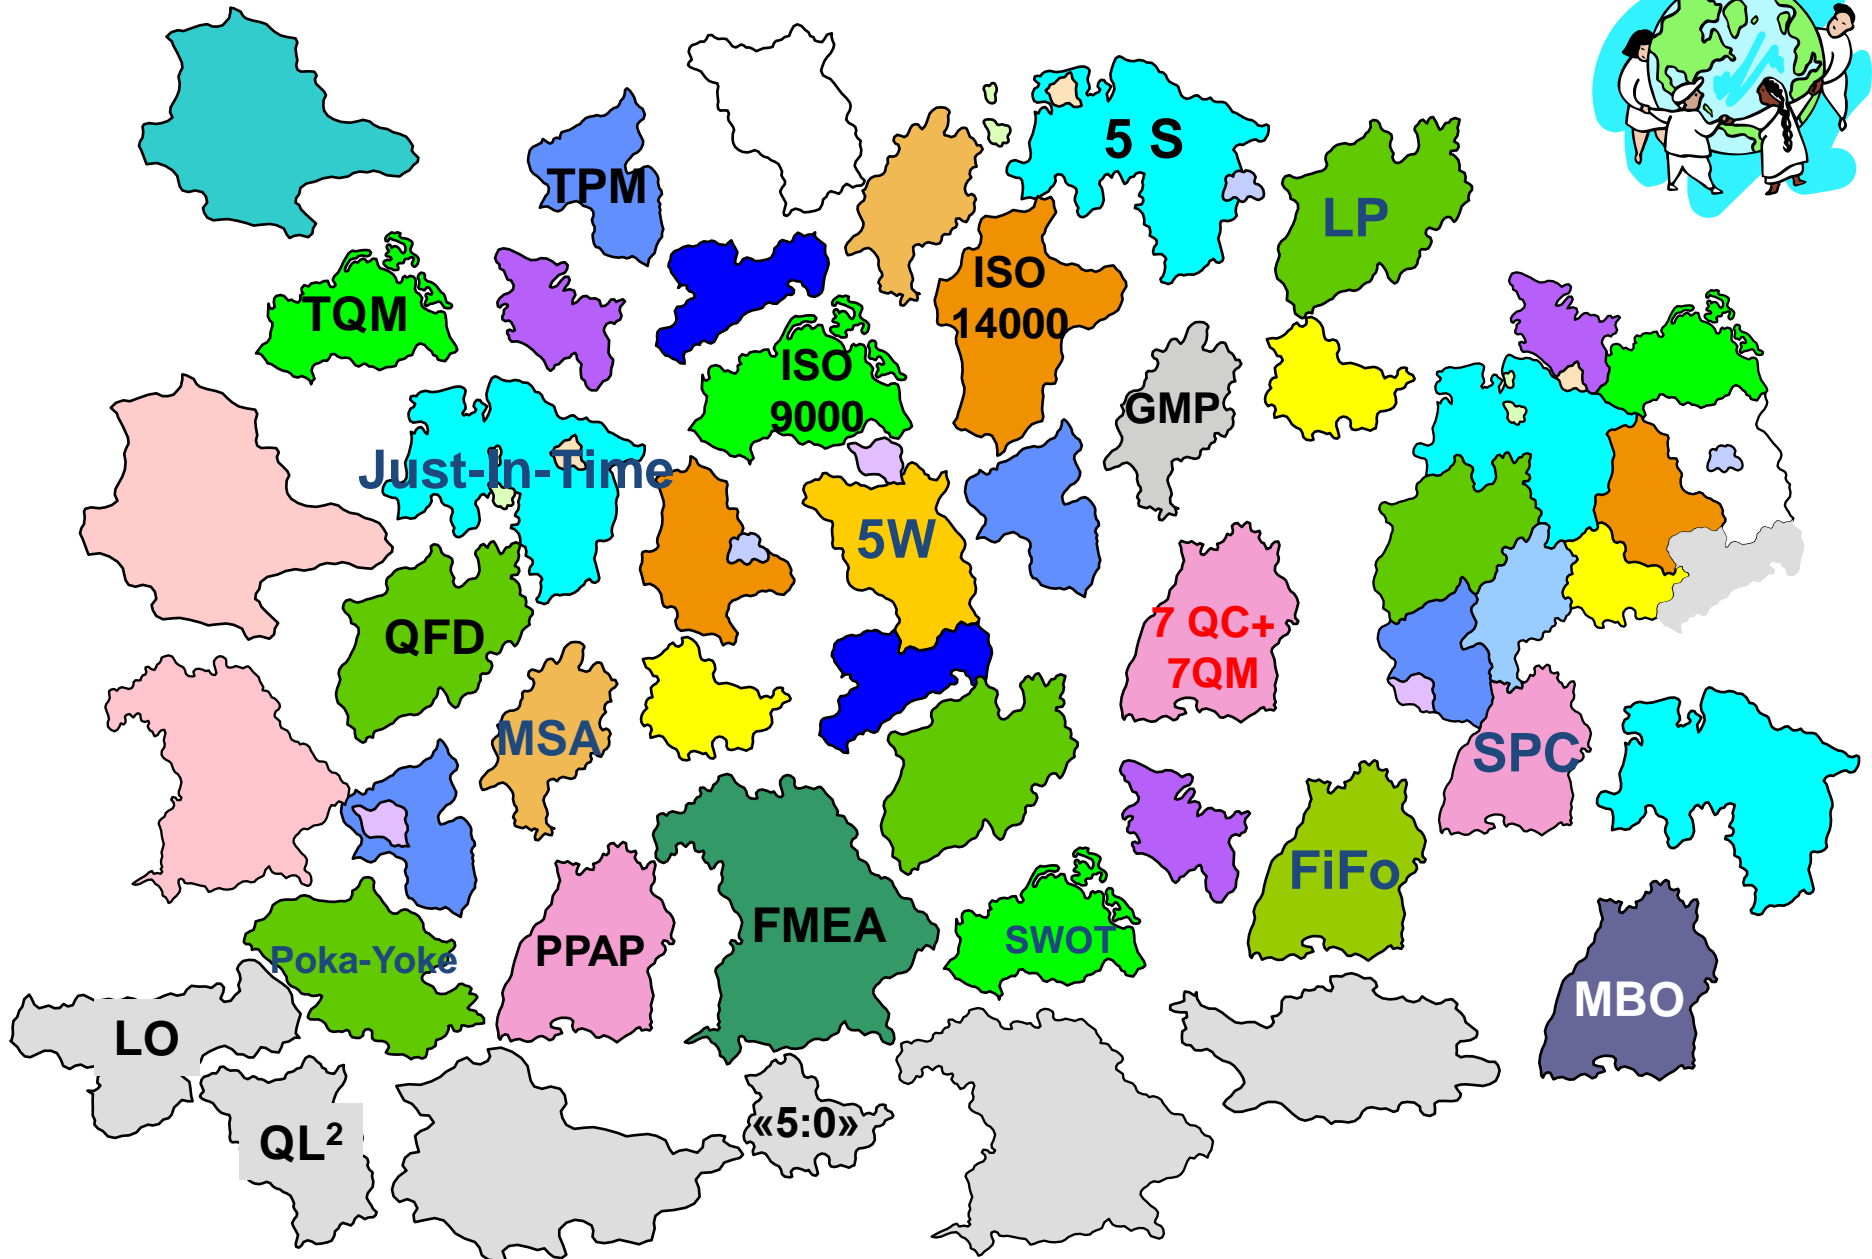 5 S
TPM
LP
ISO
14000
TQM
ISO
9000
GMP
Just-In-Time
5W
QFD
7 QC+
7QM
MSA
SPC
FiFo
FMEA
SWOT
PPAP
Poka-Yoke
MBO
LO
«5:0»
QL²